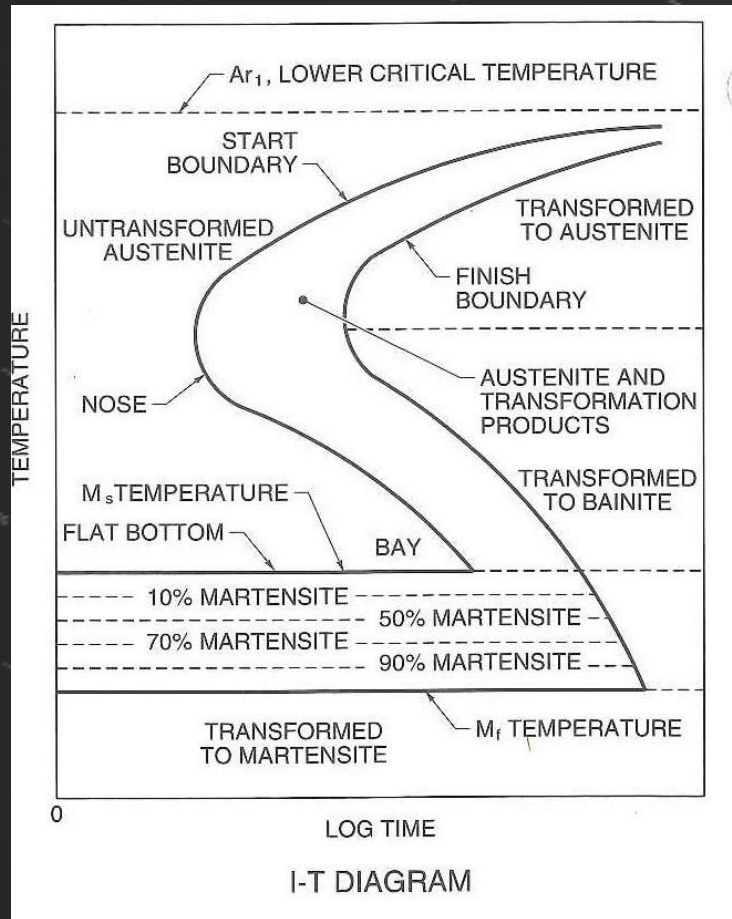 Ar₁, LOWER CRITICAL TEMPERATURE
START
BOUNDARY
UNTRANSFORMED
AUSTENITE
TRANSFORMED
TO AUSTENITE
FINISH
BOUNDARY
TEMPERATURE
NOSE
AUSTENITE AND
TRANSFORMATION
PRODUCTS
TRANSFORMED
TO BAINITE
MₛTEMPERATURE
FLAT BOTTOM
BAY
10% MARTENSITE
50% MARTENSITE
70% MARTENSITE
90% MARTENSITE
TRANSFORMED
TO MARTENSITE
M_f TEMPERATURE
0
LOG TIME
I-T DIAGRAM